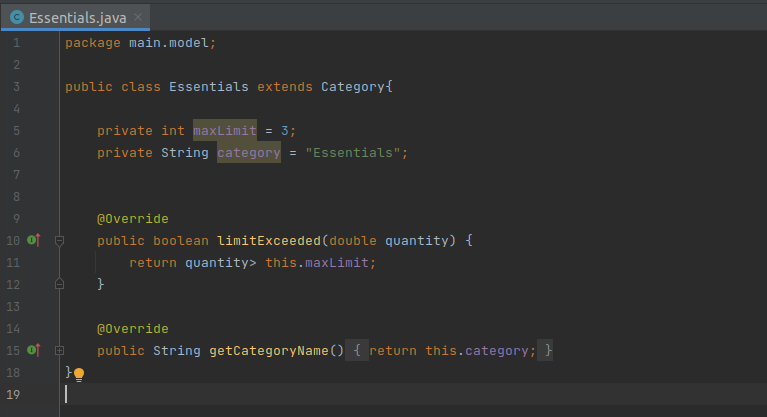 Essentials.java
1 package main.model;
2
3 public class Essentials extends Category{
4
5 private int maxLimit = 3;
6 private String category = "Essentials";
7
8
9 @Override
10 public boolean limitExceeded(double quantity) {
11 return quantity> this.maxLimit;
12 }
13
14 @Override
15 public String getCategoryName() { return this.category; }
18 }
19